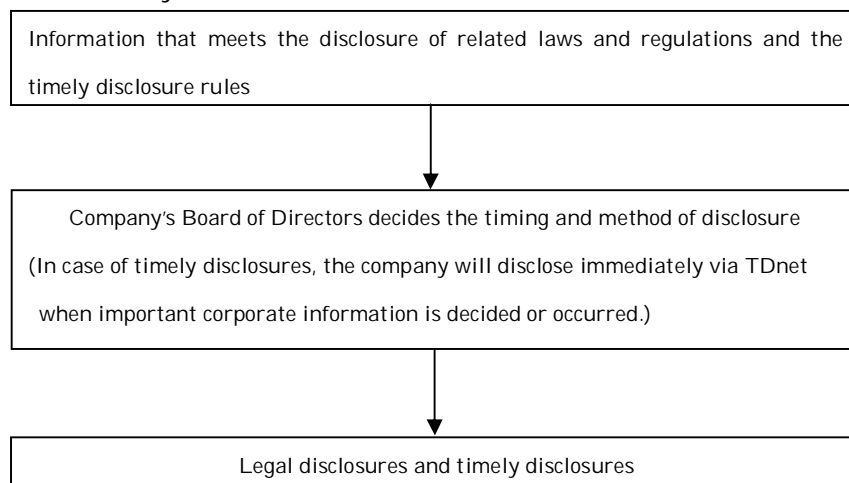 Information that meets the disclosure of related laws and regulations and the
timely disclosure rules
Company's Board of Directors decides the timing and method of disclosure
(In case of timely disclosures, the company will disclose immediately via TDnet
when important corporate information is decided or occurred.)
Legal disclosures and timely disclosures